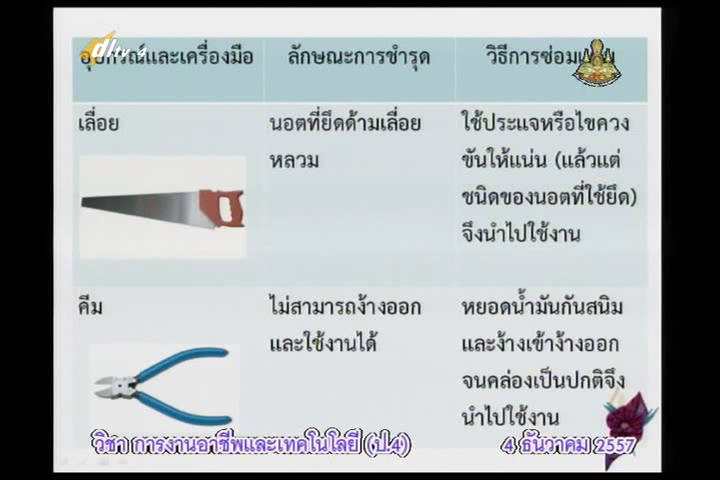 dltv 4
อุปกรณ์และเครื่องมือ ลักษณะการชำรุด วิธีการซ่อมแซม
เลื่อย
นอตที่ยึดด้ามเลื่อย
หลวม
ใช้ประแจหรือไขควง
ขันให้แน่น (แล้วแต่
ชนิดของนอตที่ใช้ยึด)
จึงนำไปใช้งาน
คีม
ไม่สามารถง้างออก
และใช้งานได้
หยอดน้ำมันกันสนิม
และง้างเข้าง้างออก
จนคล่องเป็นปกติจึง
นำไปใช้งาน
วิชา การงานอาชีพและเทคโนโลยี (ป.4) 4 ธันวาคม 2557